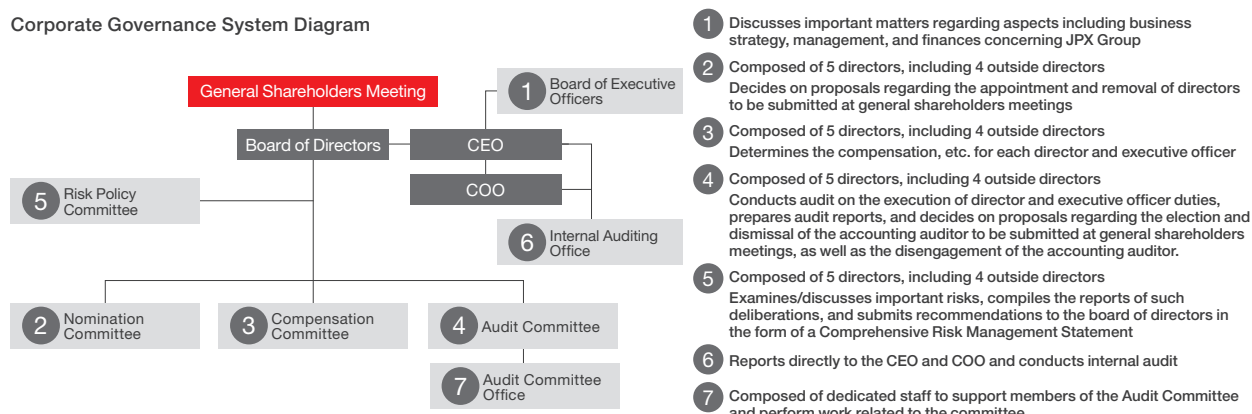 Corporate Governance System Diagram
General Shareholders Meeting
Board of Directors
CEO
COO
1 Board of Executive
Officers
5 Risk Policy
Committee
6 Internal Auditing
Office
2 Nomination
Committee
3 Compensation
Committee
4 Audit Committee
7 Audit Committee
Office
1 Discusses important matters regarding aspects including business
strategy, management, and finances concerning JPX Group
2 Composed of 5 directors, including 4 outside directors
Decides on proposals regarding the appointment and removal of directors
to be submitted at general shareholders meetings
3 Composed of 5 directors, including 4 outside directors
Determines the compensation, etc. for each director and executive officer
4 Composed of 5 directors, including 4 outside directors
Conducts audit on the execution of director and executive officer duties,
prepares audit reports, and decides on proposals regarding the election and
dismissal of the accounting auditor to be submitted at general shareholders
meetings, as well as the disengagement of the accounting auditor.
5 Composed of 5 directors, including 4 outside directors
Examines/discusses important risks, compiles the reports of such
deliberations, and submits recommendations to the board of directors in
the form of a Comprehensive Risk Management Statement
6 Reports directly to the CEO and COO and conducts internal audit
7 Composed of dedicated staff to support members of the Audit Committee
and perform work related to the committee